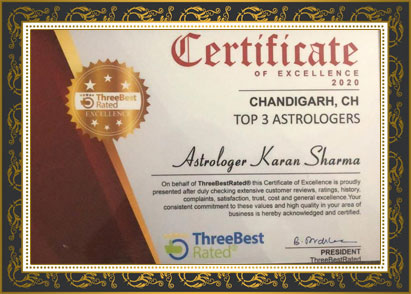 Certificate
OF EXCELLENCE
2020
CHANDIGARH, CH
TOP 3 ASTROLOGERS
ThreeBest
Rated
EXCELLENCE
Astrologer Karan Sharma
On behalf of ThreeBestRated® this Certificate of Excellence is proudly
presented after duly checking extensive customer reviews, ratings, history,
complaints, satisfaction, trust, cost and general excellence.Your
consistent commitment to these values and high quality in your area of
business is hereby acknowledged and certified.
ThreeBest
Rated®
PRESIDENT
ThreeBestRated